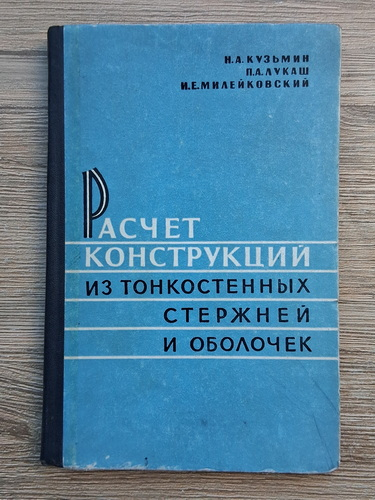 Н.А.КУЗЬМИН
П.А.ЛУКАШ
И.Е.МИЛЕЙКОВСКИЙ
РАСЧЕТ
КОНСТРУКЦИЙ
ИЗ ТОНКОСТЕННЫХ
СТЕРЖНЕЙ
И ОБОЛОЧЕК